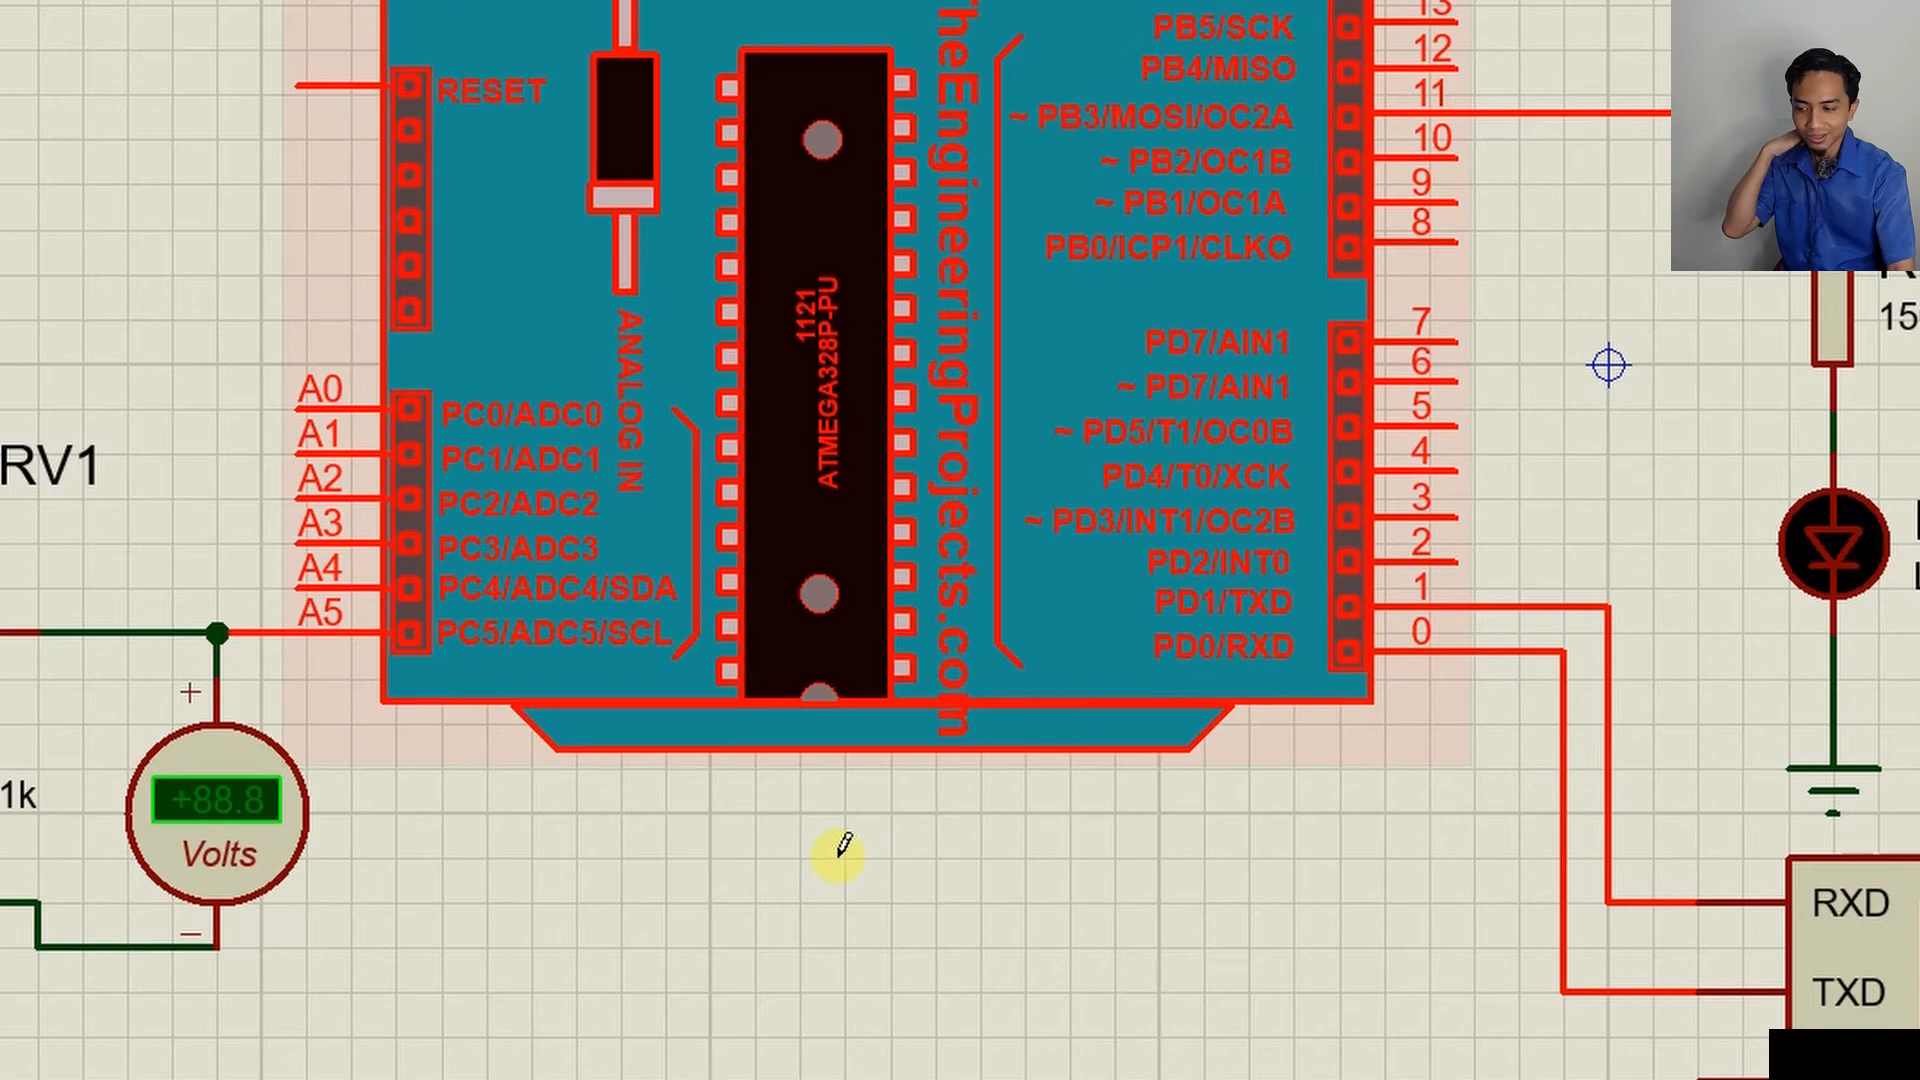 13
PB5/SCK
12
PB4/MISO
11
~ PB3/MOSI/OC2A
10
~ PB2/OC1B
9
~ PB1/OC1A
8
PB0/ICP1/CLKO
RESET
ANALOG IN
1121
ATMEGA328P-PU
heEngineeringProjects.com
7
PD7/AIN1
6
~ PD7/AIN1
5
~ PD5/T1/OC0B
4
PD4/T0/XCK
3
~ PD3/INT1/OC2B
2
PD2/INT0
1
PD1/TXD
0
PD0/RXD
A0
PC0/ADC0
A1
PC1/ADC1
A2
PC2/ADC2
A3
PC3/ADC3
A4
PC4/ADC4/SDA
A5
PC5/ADC5/SCL
RV1
+
+88.8
Volts
−
1k
15
RXD
TXD